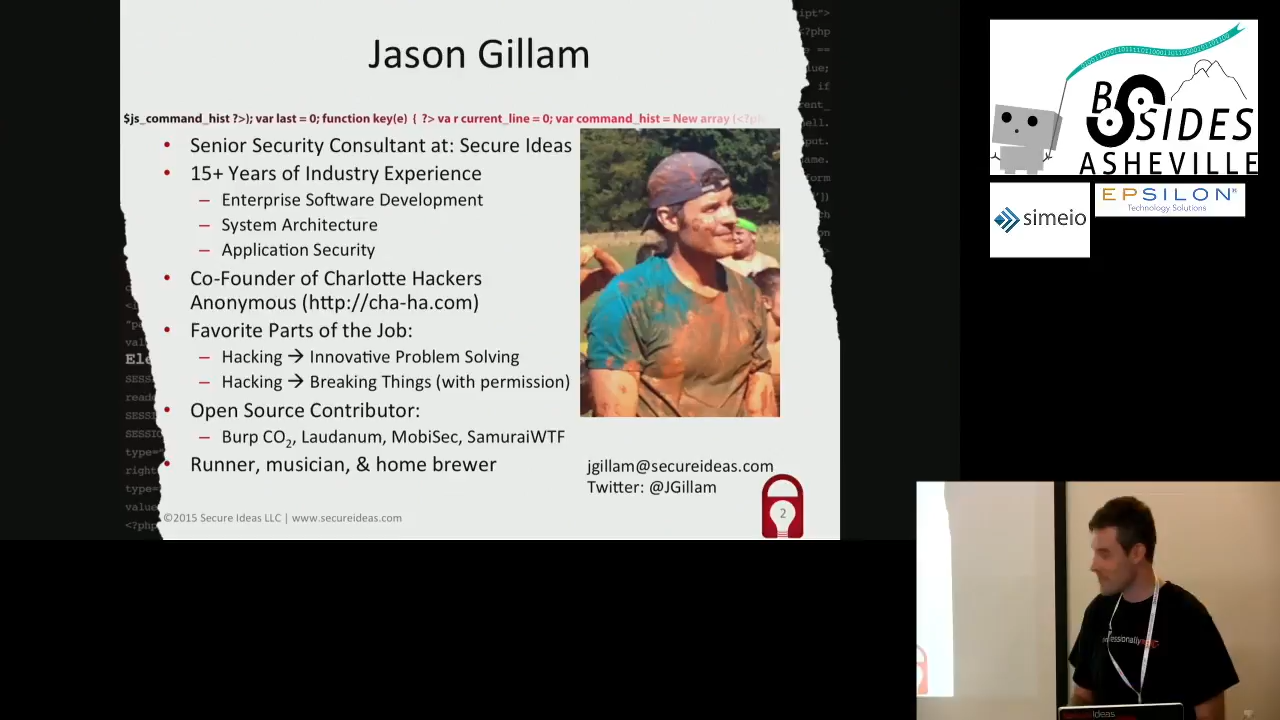 Jason Gillam
$js_command_hist ?>); var last = 0; function key(e) { ?> va r current_line = 0; var command_hist = New array (<?ph
• Senior Security Consultant at: Secure Ideas
• 15+ Years of Industry Experience
– Enterprise Software Development
– System Architecture
– Application Security
• Co-Founder of Charlotte Hackers
Anonymous (http://cha-ha.com)
• Favorite Parts of the Job:
– Hacking → Innovative Problem Solving
– Hacking → Breaking Things (with permission)
• Open Source Contributor:
– Burp CO2, Laudanum, MobiSec, SamuraiWTF
• Runner, musician, & home brewer
jgillam@secureideas.com
Twitter: @JGillam
©2015 Secure Ideas LLC | www.secureideas.com
2
BSIDES
ASHEVILLE
simeio
EPSILON®
Technology Solutions
Ideas